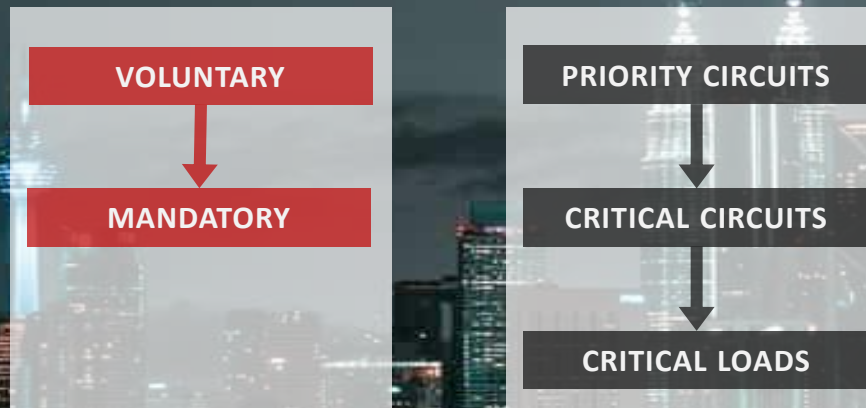 VOLUNTARY
MANDATORY
PRIORITY CIRCUITS
CRITICAL CIRCUITS
CRITICAL LOADS